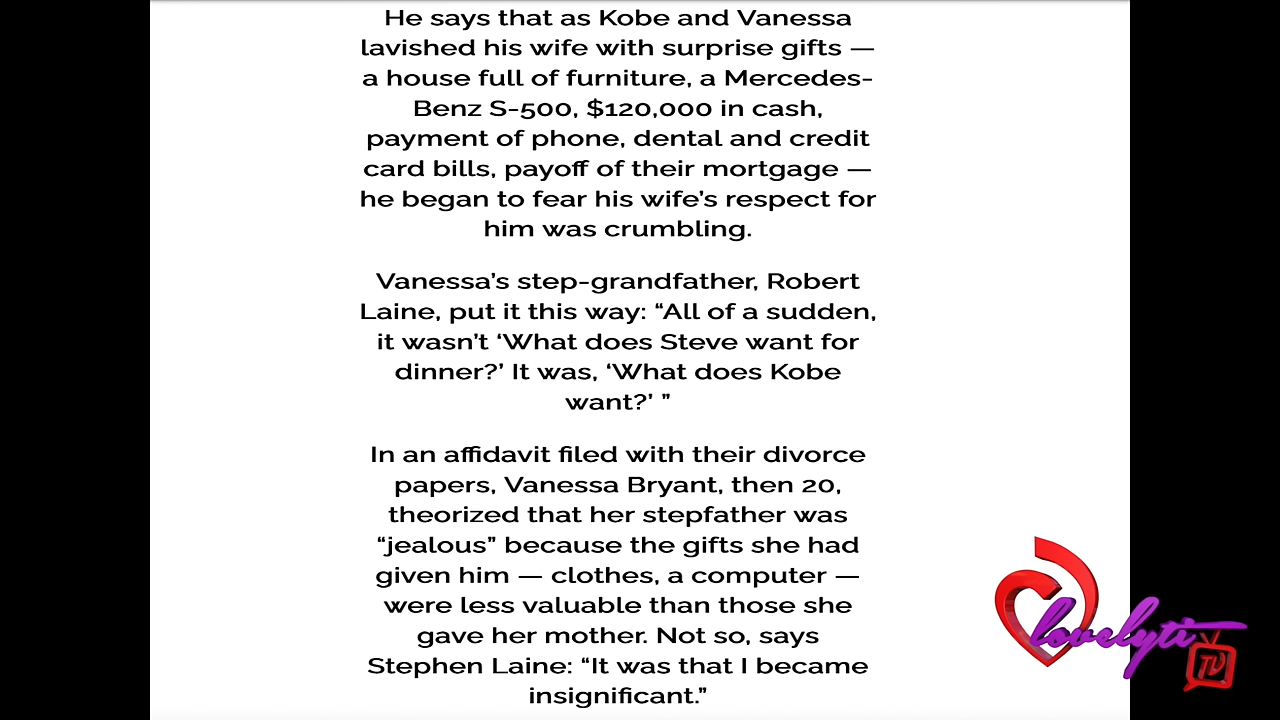 He says that as Kobe and Vanessa
lavished his wife with surprise gifts —
a house full of furniture, a Mercedes-
Benz S-500, $120,000 in cash,
payment of phone, dental and credit
card bills, payoff of their mortgage —
he began to fear his wife’s respect for
him was crumbling.
Vanessa’s step-grandfather, Robert
Laine, put it this way: “All of a sudden,
it wasn’t ‘What does Steve want for
dinner?’ It was, ‘What does Kobe
want?’ ”
In an affidavit filed with their divorce
papers, Vanessa Bryant, then 20,
theorized that her stepfather was
“jealous” because the gifts she had
given him — clothes, a computer —
were less valuable than those she
gave her mother. Not so, says
Stephen Laine: “It was that I became
insignificant.”
lovelyti
TV